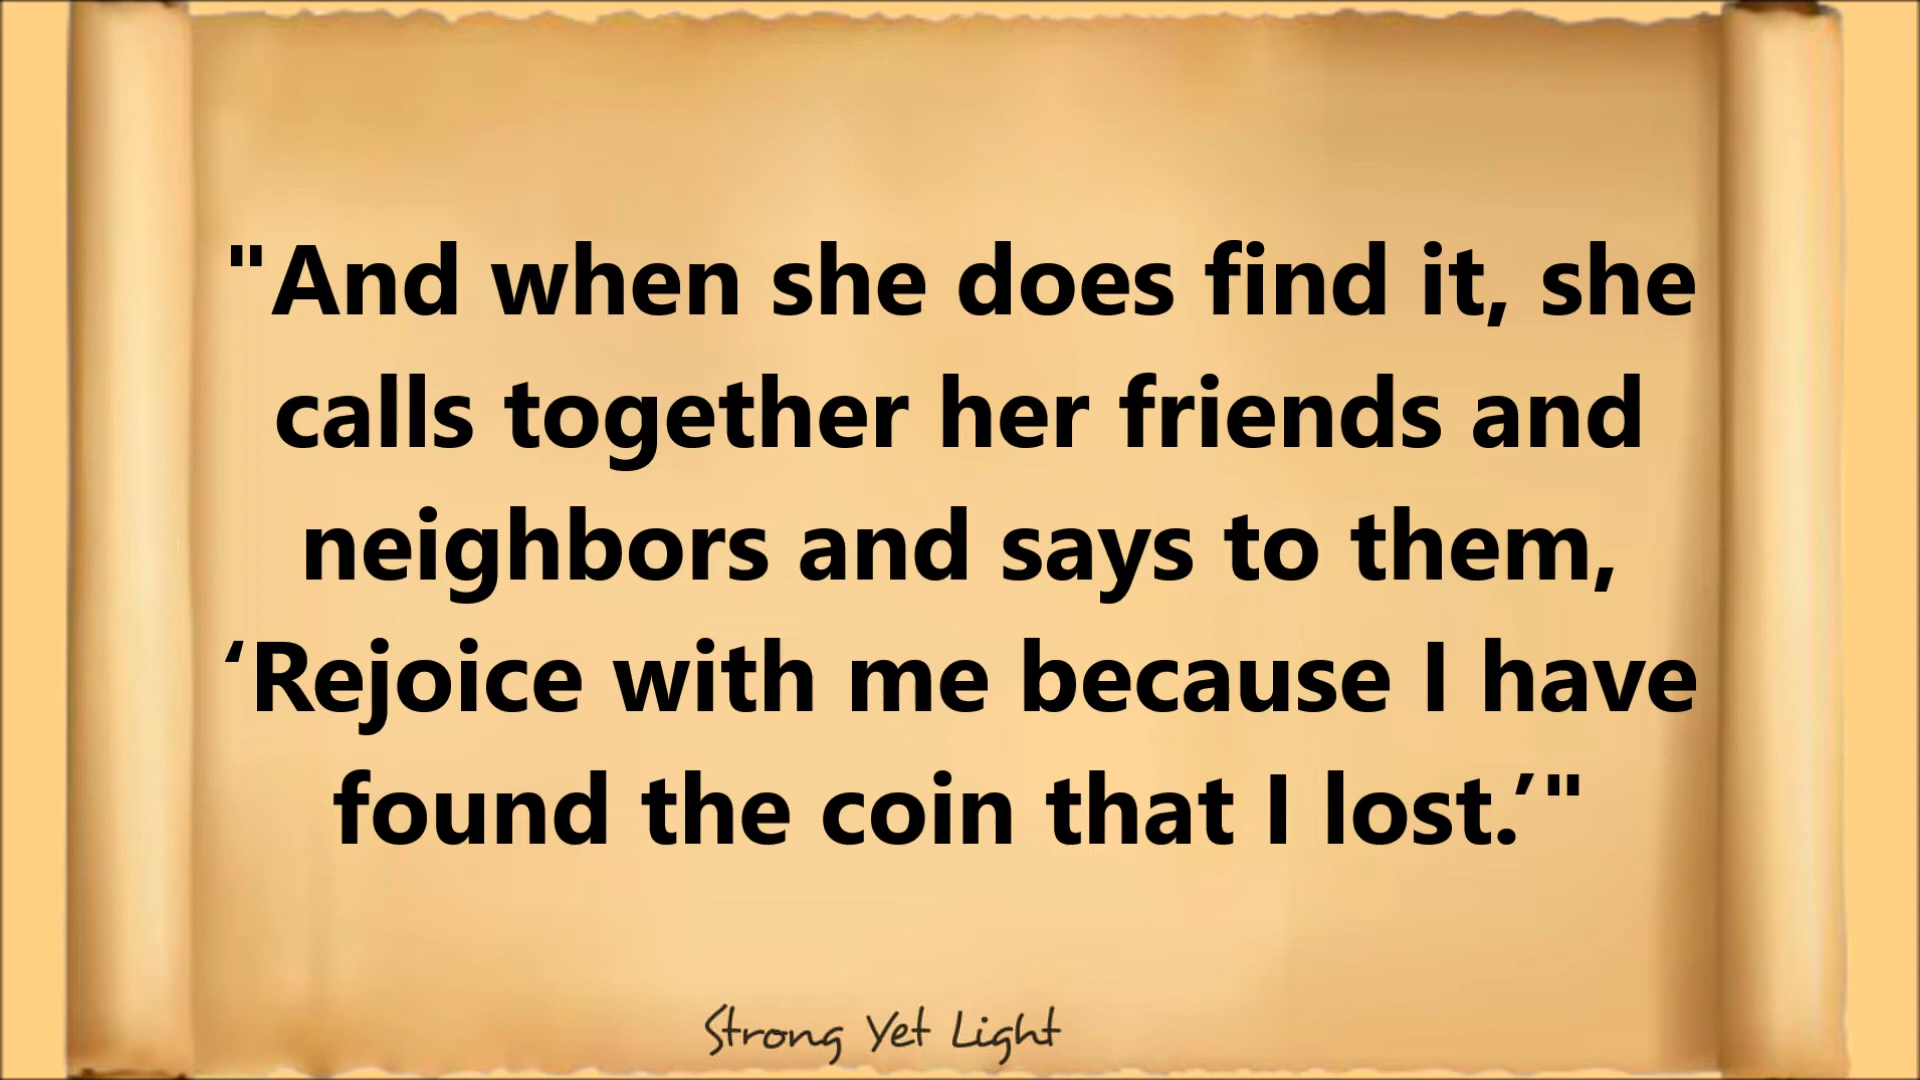 "And when she does find it, she
calls together her friends and
neighbors and says to them,
‘Rejoice with me because I have
found the coin that I lost.’"
Strong Yet Light